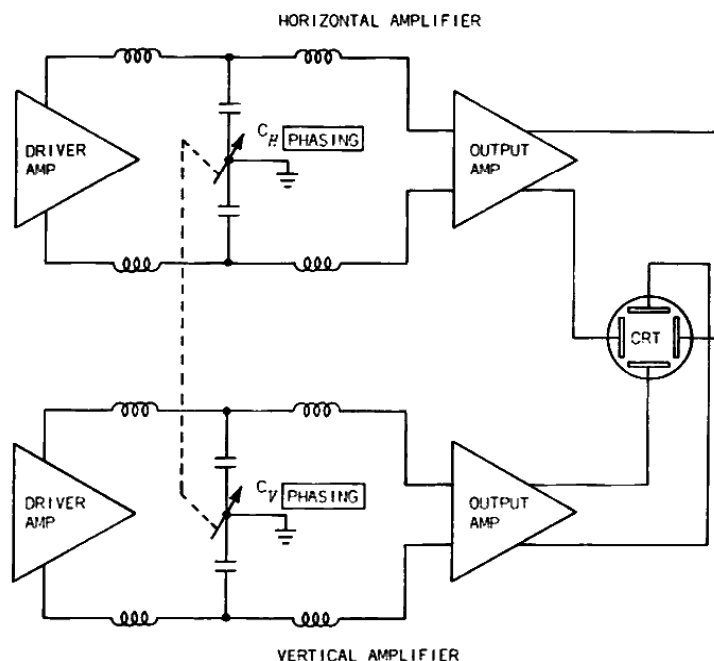 HORIZONTAL AMPLIFIER
DRIVER
AMP
C_H PHASING
OUTPUT
AMP
CRT
DRIVER
AMP
C_V PHASING
OUTPUT
AMP
VERTICAL AMPLIFIER